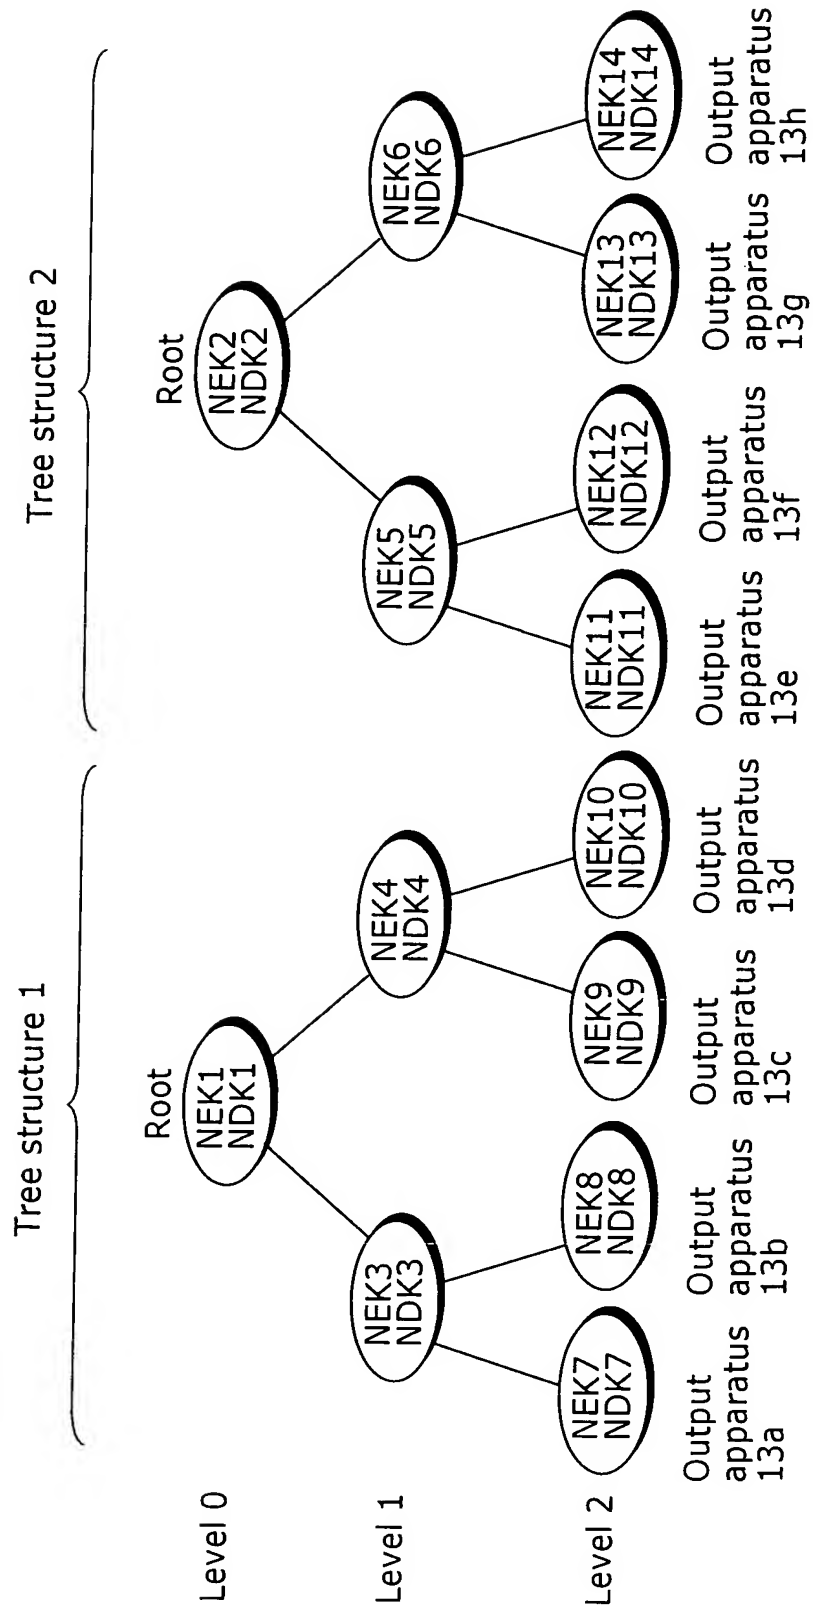 Tree structure 1
Tree structure 2
Level 0
Root
NEK1
NDK1
Root
NEK2
NDK2
Level 1
NEK3
NDK3
NEK4
NDK4
NEK5
NDK5
NEK6
NDK6
Level 2
NEK7
NDK7
NEK8
NDK8
NEK9
NDK9
NEK10
NDK10
NEK11
NDK11
NEK12
NDK12
NEK13
NDK13
NEK14
NDK14
Output
apparatus
13a
Output
apparatus
13b
Output
apparatus
13c
Output
apparatus
13d
Output
apparatus
13e
Output
apparatus
13f
Output
apparatus
13g
Output
apparatus
13h